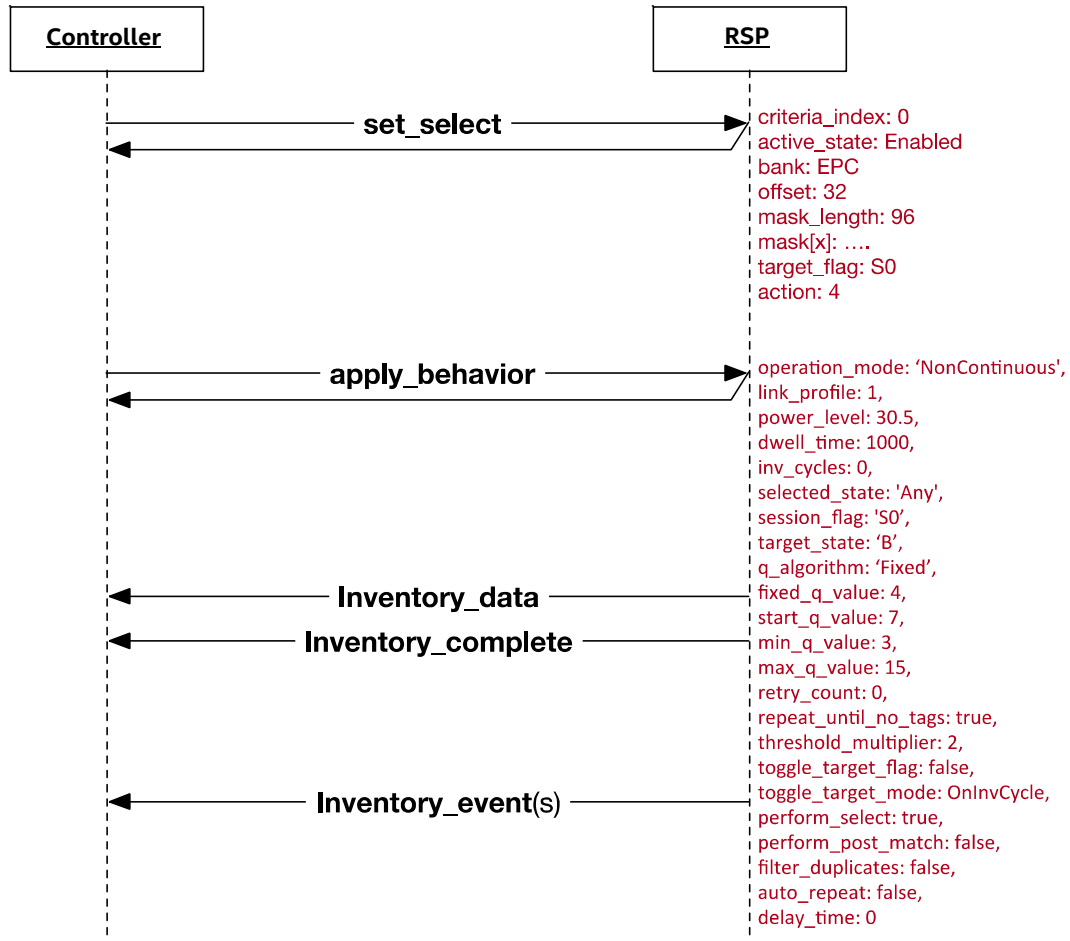 Controller
RSP
set_select
criteria_index: 0
active_state: Enabled
bank: EPC
offset: 32
mask_length: 96
mask[x]: ....
target_flag: S0
action: 4
apply_behavior
operation_mode: ‘NonContinuous',
link_profile: 1,
power_level: 30.5,
dwell_time: 1000,
inv_cycles: 0,
selected_state: 'Any',
session_flag: 'S0’,
target_state: ‘B’,
q_algorithm: ‘Fixed’,
Inventory_data
fixed_q_value: 4,
start_q_value: 7,
Inventory_complete
min_q_value: 3,
max_q_value: 15,
retry_count: 0,
repeat_until_no_tags: true,
threshold_multiplier: 2,
toggle_target_flag: false,
Inventory_event(s)
toggle_target_mode: OnInvCycle,
perform_select: true,
perform_post_match: false,
filter_duplicates: false,
auto_repeat: false,
delay_time: 0